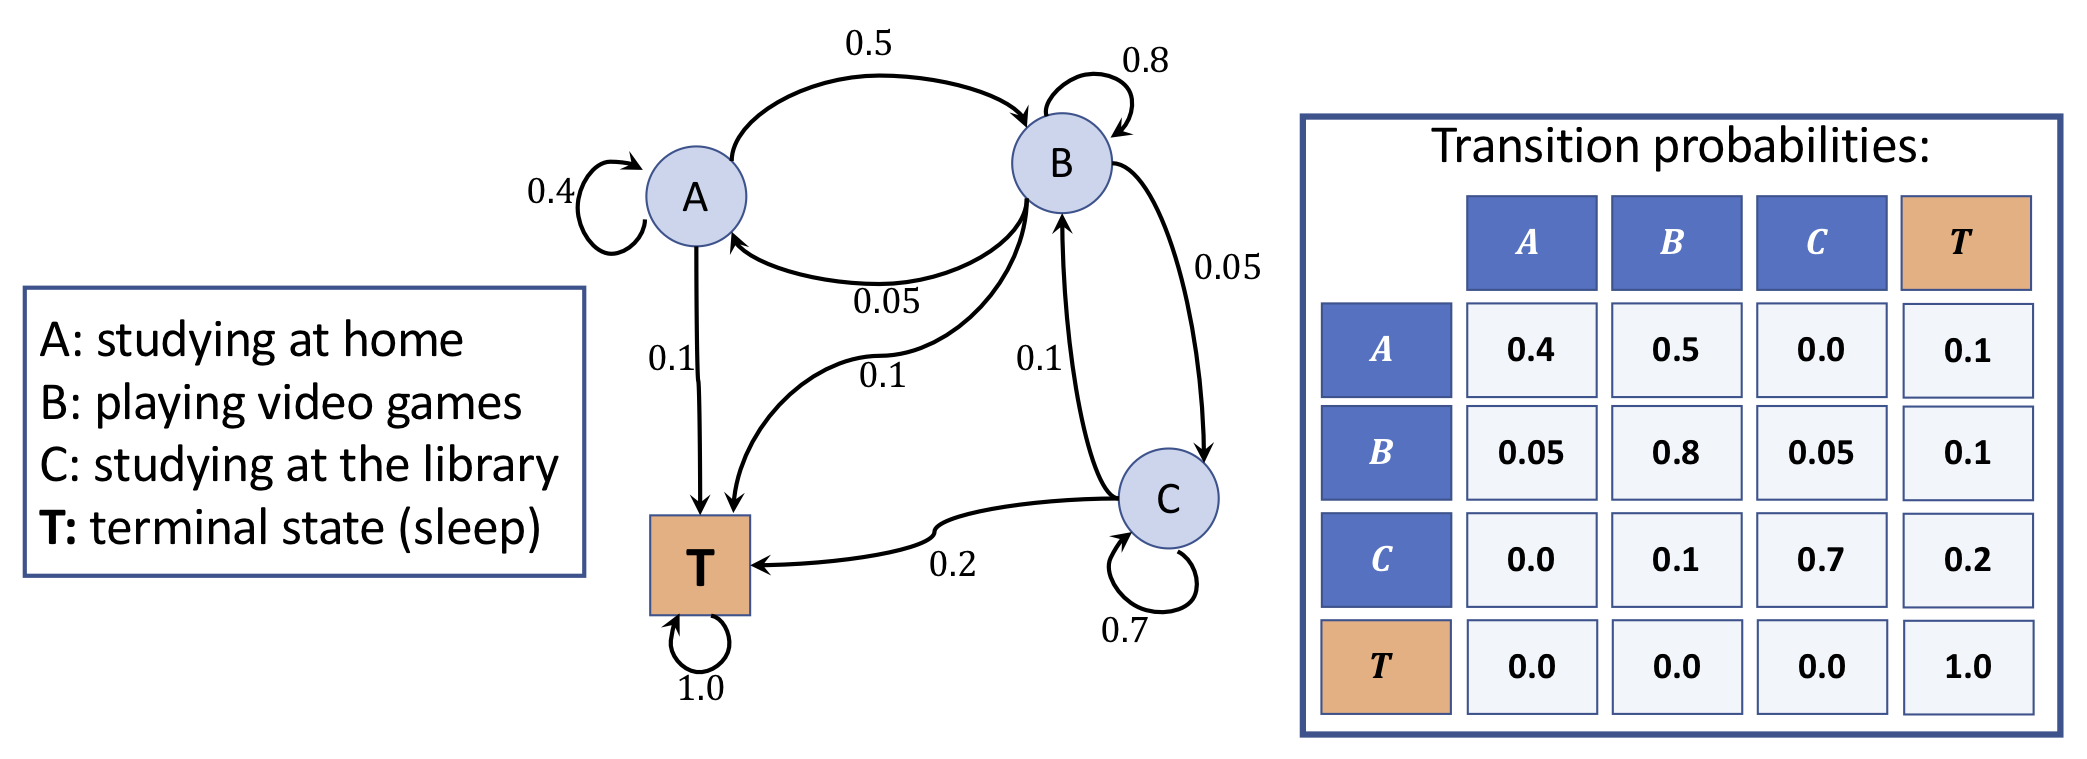 A: studying at home
B: playing video games
C: studying at the library
T: terminal state (sleep)
0.5
0.8
0.4
A
B
0.05
0.05
0.1
0.1
0.1
C
T
0.2
0.7
1.0
Transition probabilities:
A B C T
A 0.4 0.5 0.0 0.1
B 0.05 0.8 0.05 0.1
C 0.0 0.1 0.7 0.2
T 0.0 0.0 0.0 1.0